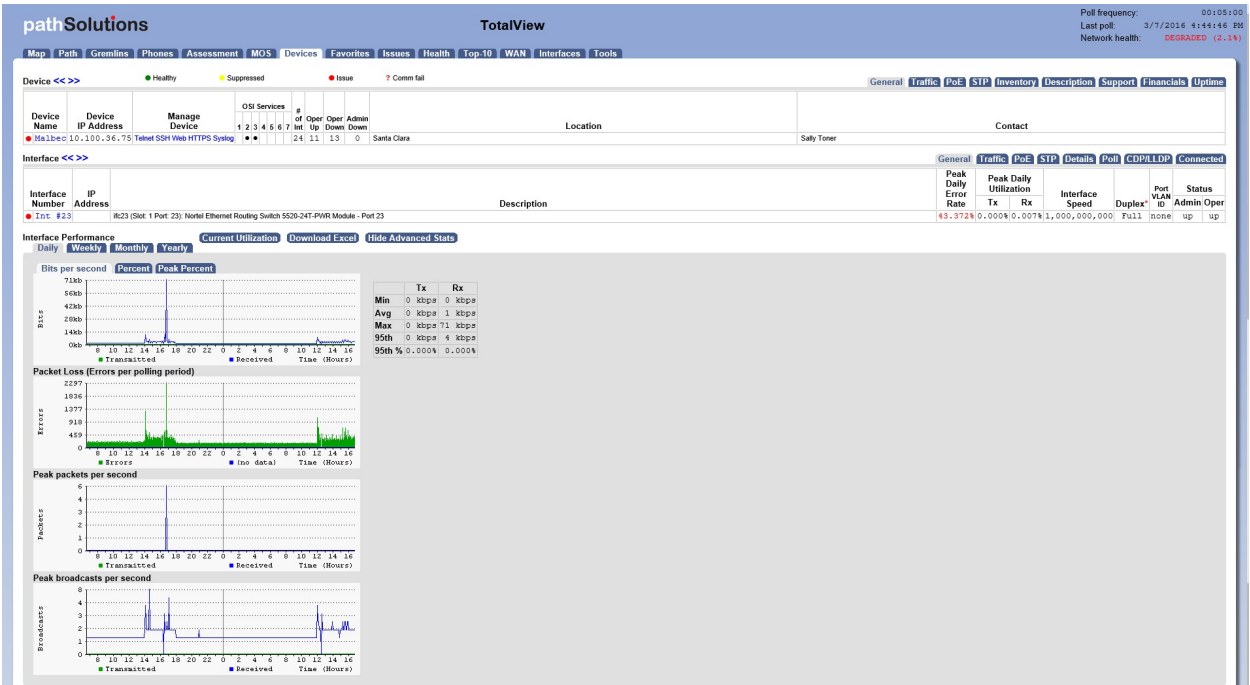 pathSolutions
TotalView
Poll frequency: 00:05:00
Last poll: 3/7/2016 4:44:46 PM
Network health: DEGRADED (2.1%)
Map Path Gremlins Phones Assessment MOS Devices Favorites Issues Health Top-10 WAN Interfaces Tools
Device << >> Healthy Suppressed Issue ? Comm fail General Traffic PoE STP Inventory Description Support Financials Uptime
Device Name Device IP Address Manage Device OSI Services 1 2 3 4 5 6 7 # of Int Oper Up Oper Down Admin Down Location Contact
Malbec 10.100.36.75 Telnet SSH Web HTTPS Syslog 24 11 13 0 Santa Clara Sally Toner
Interface << >> General Traffic PoE STP Details Poll CDP/LLDP Connected
Interface Number IP Address Description Peak Daily Error Rate Peak Daily Utilization Tx Rx Interface Speed Duplex* Port VLAN ID Status Admin Oper
Int #23 ifc23 (Slot: 1 Port: 23): Nortel Ethernet Routing Switch 5520-24T-PWR Module - Port 23 43.372% 0.000% 0.007% 1,000,000,000 Full none up up
Interface Performance Current Utilization Download Excel Hide Advanced Stats
Daily Weekly Monthly Yearly
Bits per second Percent Peak Percent
71kb
56kb
42kb
28kb
14kb
0kb
Bits
8 10 12 14 16 18 20 22 0 2 4 6 8 10 12 14 16
Transmitted Received Time (Hours)
Tx Rx
Min 0 kbps 0 kbps
Avg 0 kbps 1 kbps
Max 0 kbps 71 kbps
95th 0 kbps 4 kbps
95th % 0.000% 0.000%
Packet Loss (Errors per polling period)
2297
1836
1377
918
459
0
Errors
8 10 12 14 16 18 20 22 0 2 4 6 8 10 12 14 16
Errors (no data) Time (Hours)
Peak packets per second
6
4
3
2
1
0
Packets
8 10 12 14 16 18 20 22 0 2 4 6 8 10 12 14 16
Transmitted Received Time (Hours)
Peak broadcasts per second
8
4
3
2
1
0
Broadcasts
8 10 12 14 16 18 20 22 0 2 4 6 8 10 12 14 16
Transmitted Received Time (Hours)